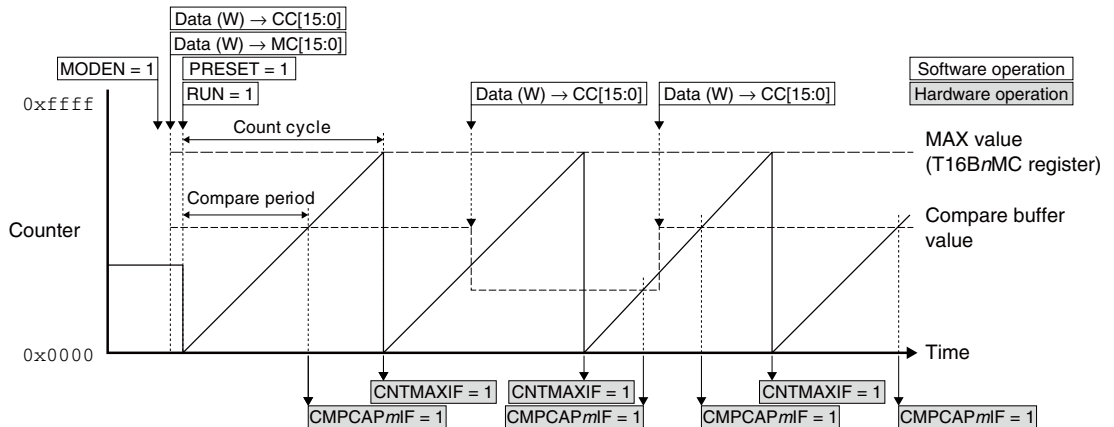 Data (W) → CC[15:0]
Data (W) → MC[15:0]
MODEN = 1
PRESET = 1
RUN = 1
Software operation
Hardware operation
0xffff
Data (W) → CC[15:0]
Data (W) → CC[15:0]
Count cycle
MAX value
(T16BnMC register)
Compare period
Counter
Compare buffer
value
0x0000
Time
CNTMAXIF = 1
CNTMAXIF = 1
CNTMAXIF = 1
CMPCAPmIF = 1
CMPCAPmIF = 1
CMPCAPmIF = 1
CMPCAPmIF = 1